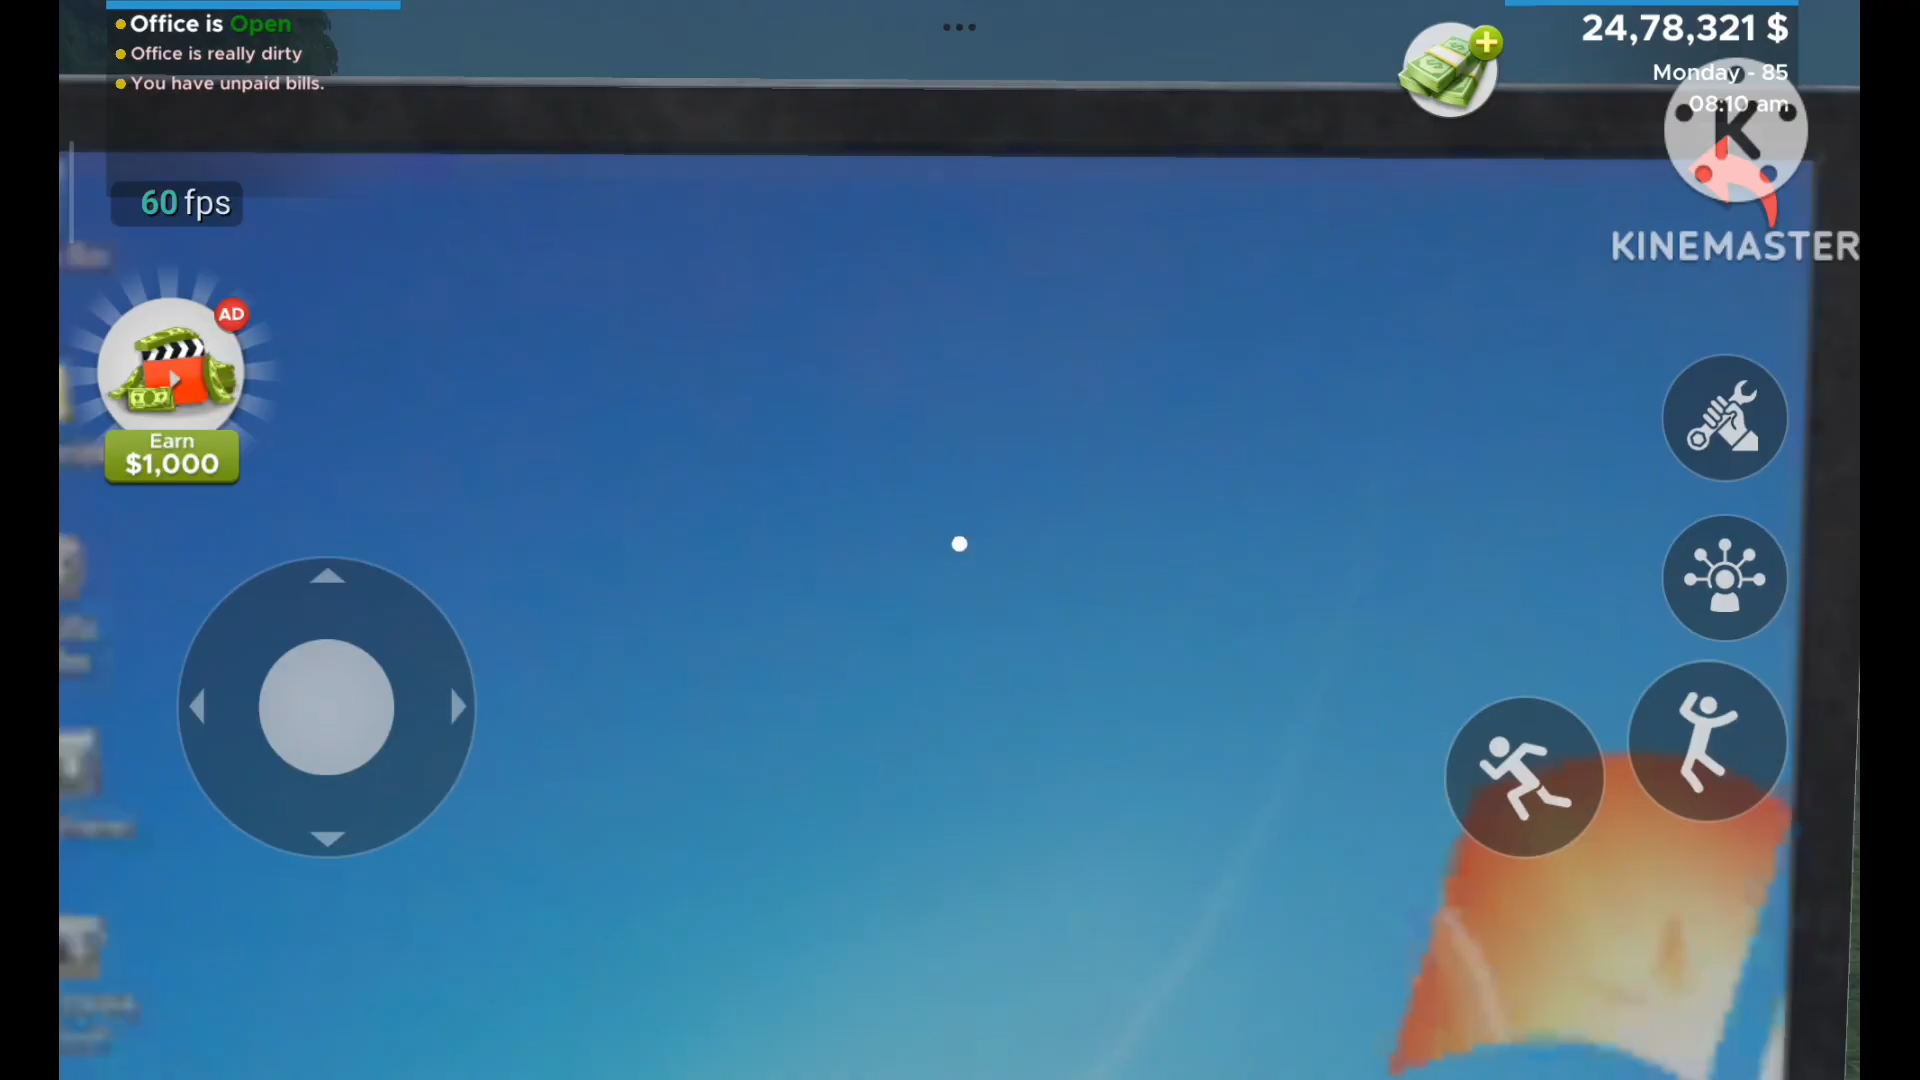 Office is Open
Office is really dirty
You have unpaid bills.
24,78,321 $
Monday - 85
08:10 am
K
KINEMASTER
60 fps
AD
Earn
$1,000